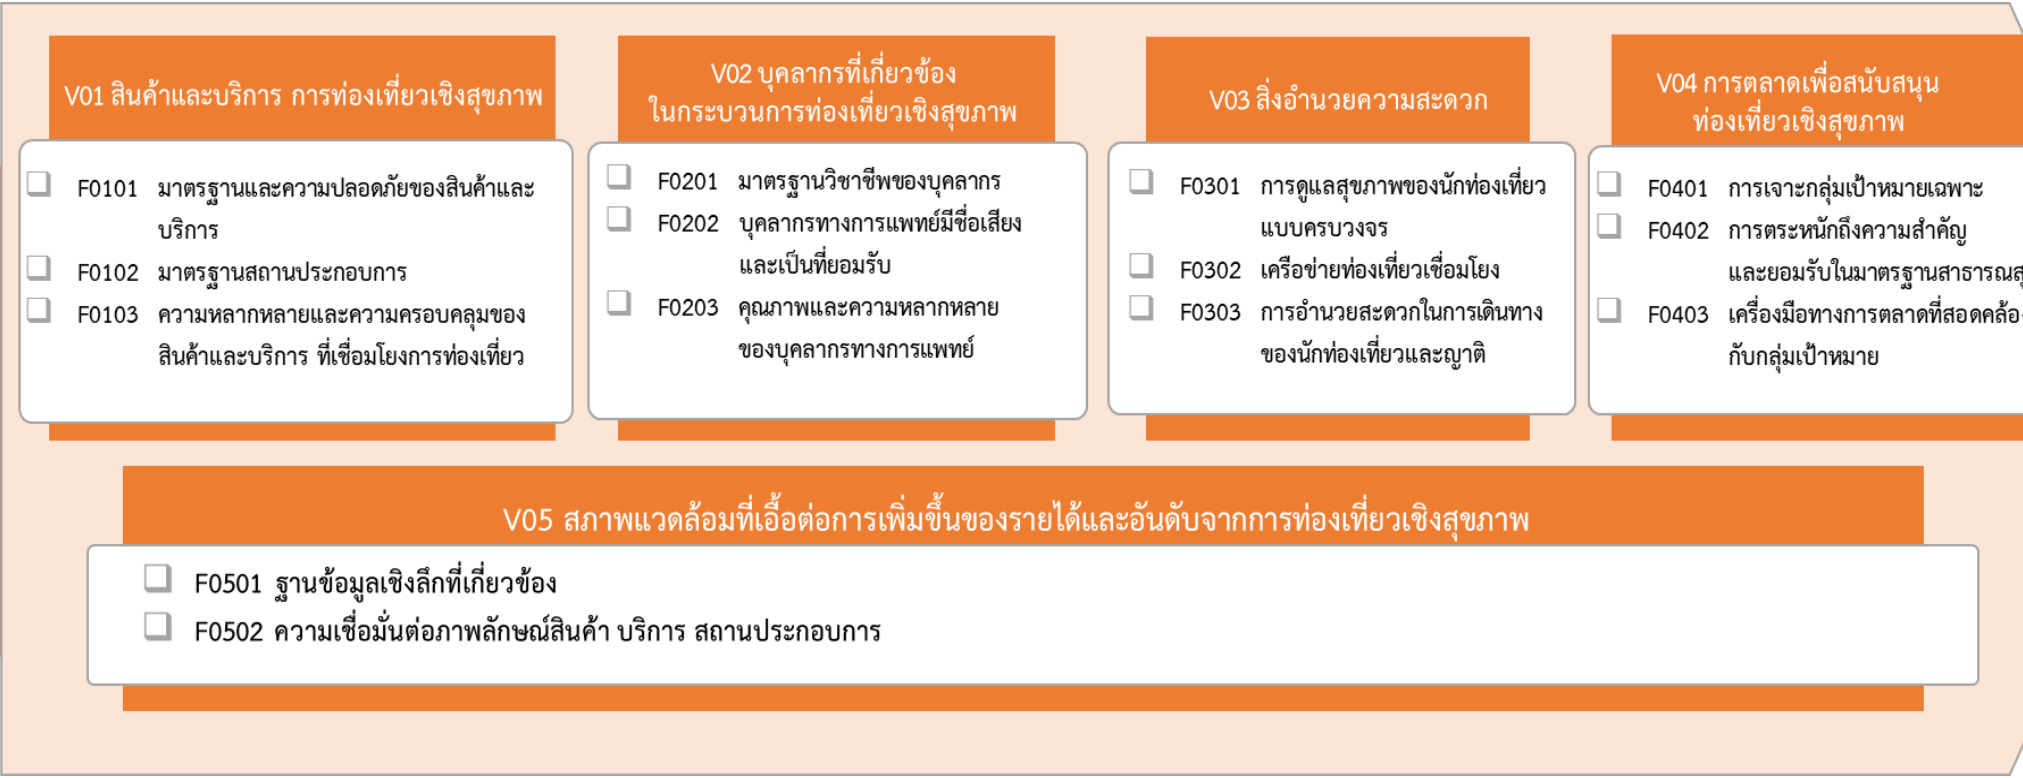 V01 สินค้าและบริการ การท่องเที่ยวเชิงสุขภาพ
F0101 มาตรฐานและความปลอดภัยของสินค้าและ
บริการ
F0102 มาตรฐานสถานประกอบการ
F0103 ความหลากหลายและความครอบคลุมของ
สินค้าและบริการ ที่เชื่อมโยงการท่องเที่ยว
V02 บุคลากรที่เกี่ยวข้อง
ในกระบวนการท่องเที่ยวเชิงสุขภาพ
F0201 มาตรฐานวิชาชีพของบุคลากร
F0202 บุคลากรทางการแพทย์มีชื่อเสียง
และเป็นที่ยอมรับ
F0203 คุณภาพและความหลากหลาย
ของบุคลากรทางการแพทย์
V03 สิ่งอำนวยความสะดวก
F0301 การดูแลสุขภาพของนักท่องเที่ยว
แบบครบวงจร
F0302 เครือข่ายท่องเที่ยวเชื่อมโยง
F0303 การอำนวยสะดวกในการเดินทาง
ของนักท่องเที่ยวและญาติ
V04 การตลาดเพื่อสนับสนุน
ท่องเที่ยวเชิงสุขภาพ
F0401 การเจาะกลุ่มเป้าหมายเฉพาะ
F0402 การตระหนักถึงความสำคัญ
และยอมรับในมาตรฐานสาธารณสุ
F0403 เครื่องมือทางการตลาดที่สอดคล้อง
กับกลุ่มเป้าหมาย
V05 สภาพแวดล้อมที่เอื้อต่อการเพิ่มขึ้นของรายได้และอันดับจากการท่องเที่ยวเชิงสุขภาพ
F0501 ฐานข้อมูลเชิงลึกที่เกี่ยวข้อง
F0502 ความเชื่อมั่นต่อภาพลักษณ์สินค้า บริการ สถานประกอบการ